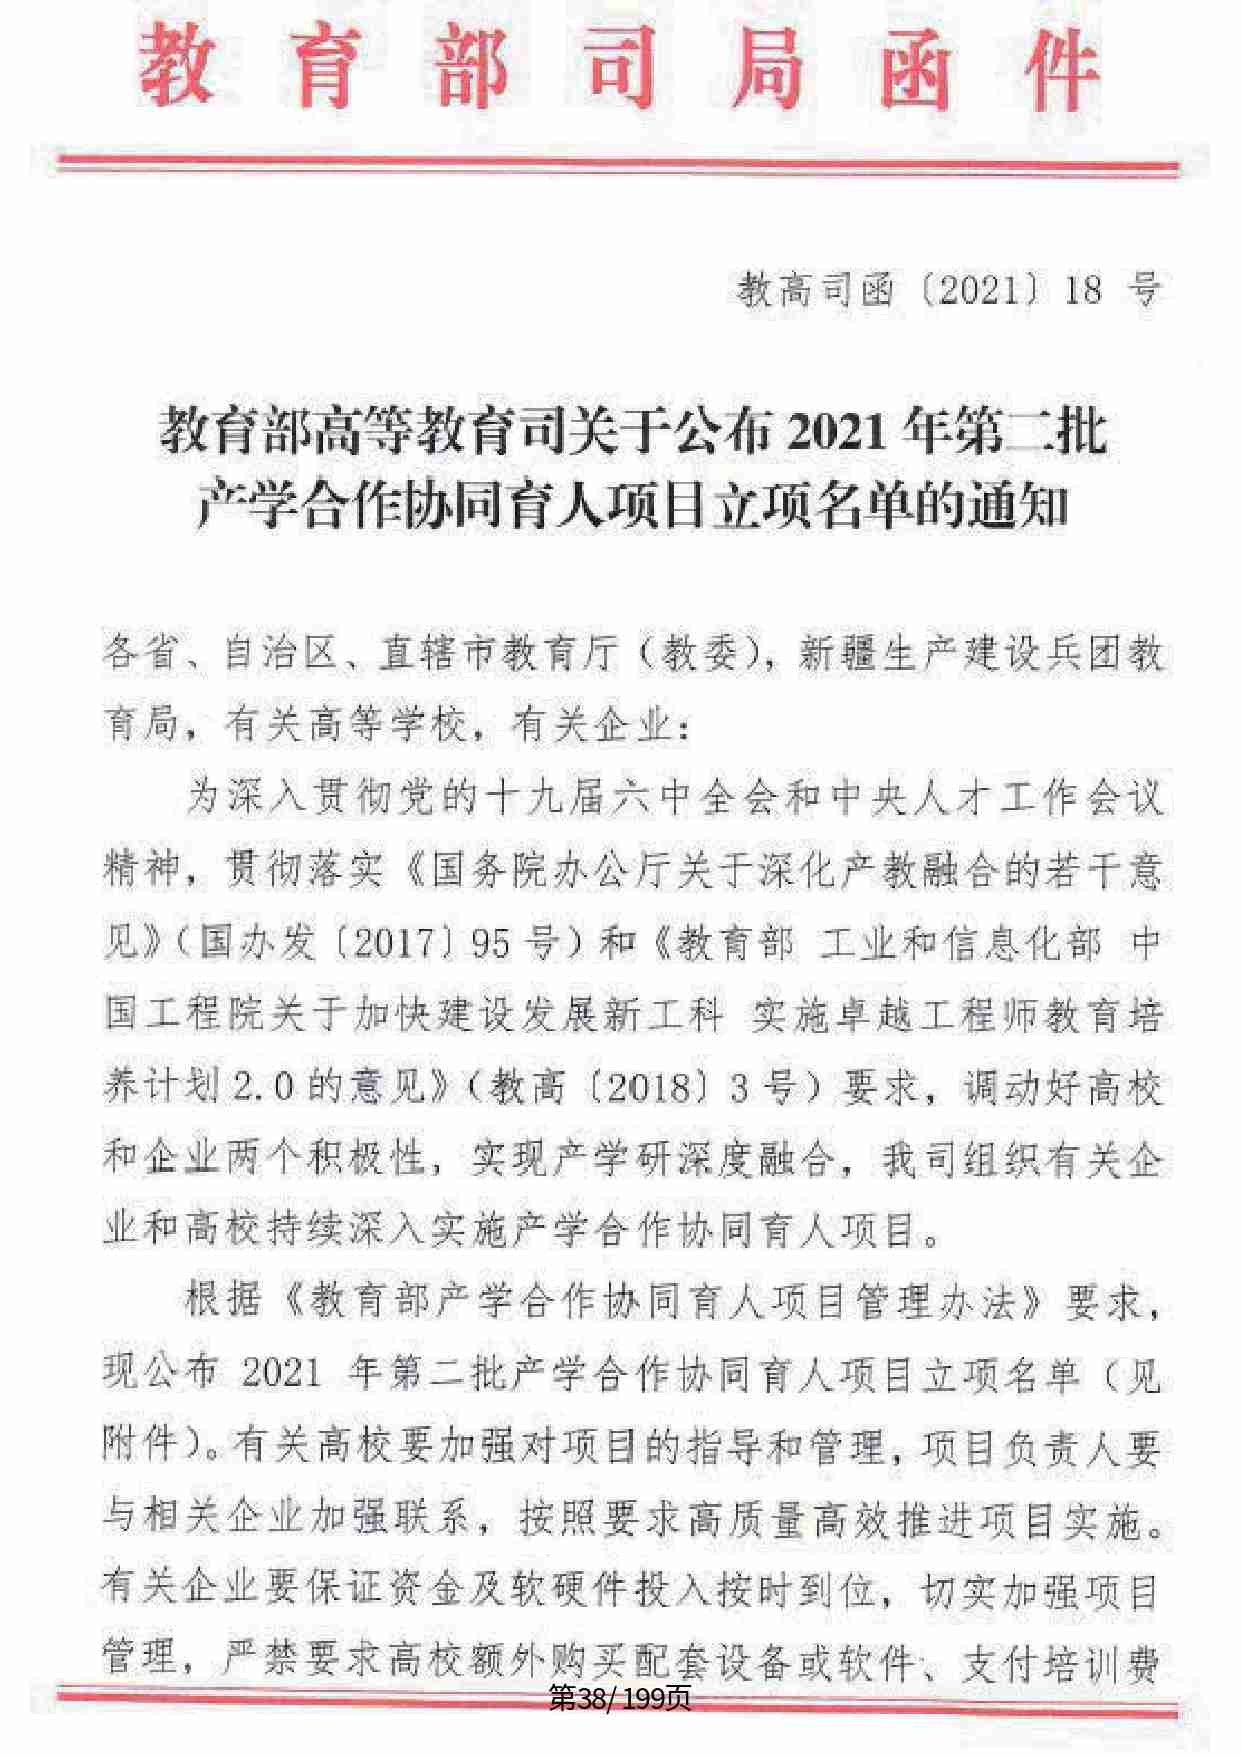 教育部司局函件
教高司函〔2021〕18 号
教育部高等教育司关于公布 2021 年第二批
产学合作协同育人项目立项名单的通知
各省、自治区、直辖市教育厅（教委），新疆生产建设兵团教
育局，有关高等学校，有关企业：
为深入贯彻党的十九届六中全会和中央人才工作会议
精神，贯彻落实《国务院办公厅关于深化产教融合的若干意
见》（国办发〔2017〕95 号）和《教育部 工业和信息化部 中
国工程院关于加快建设发展新工科 实施卓越工程师教育培
养计划 2.0 的意见》（教高〔2018〕3 号）要求，调动好高校
和企业两个积极性，实现产学研深度融合，我司组织有关企
业和高校持续深入实施产学合作协同育人项目。
根据《教育部产学合作协同育人项目管理办法》要求，
现公布 2021 年第二批产学合作协同育人项目立项名单（见
附件）。有关高校要加强对项目的指导和管理，项目负责人要
与相关企业加强联系，按照要求高质量高效推进项目实施。
有关企业要保证资金及软硬件投入按时到位，切实加强项目
管理，严禁要求高校额外购买配套设备或软件、支付培训费
第38/199页